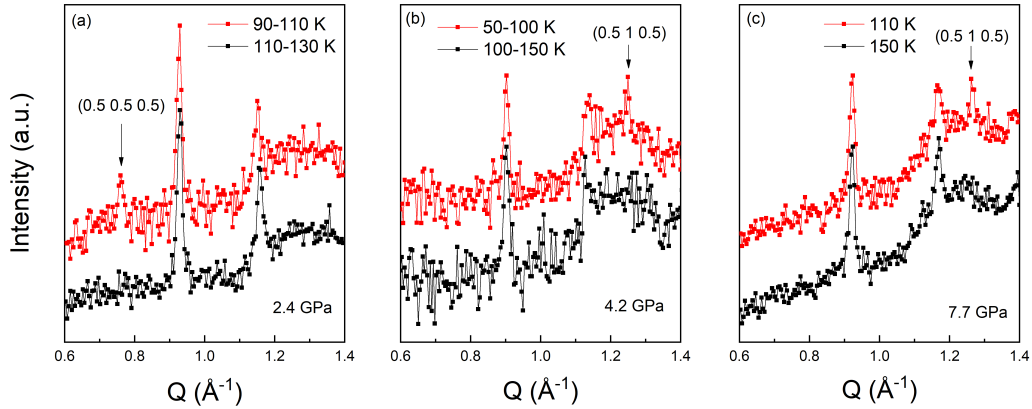 (a)
90-110 K
110-130 K
(0.5 0.5 0.5)
2.4 GPa
0.6 0.8 1.0 1.2 1.4
Q (Å-1)
Intensity (a.u.)
(b)
50-100 K
100-150 K
(0.5 1 0.5)
4.2 GPa
0.6 0.8 1.0 1.2 1.4
Q (Å-1)
(c)
110 K
150 K
(0.5 1 0.5)
7.7 GPa
0.6 0.8 1.0 1.2 1.4
Q (Å-1)